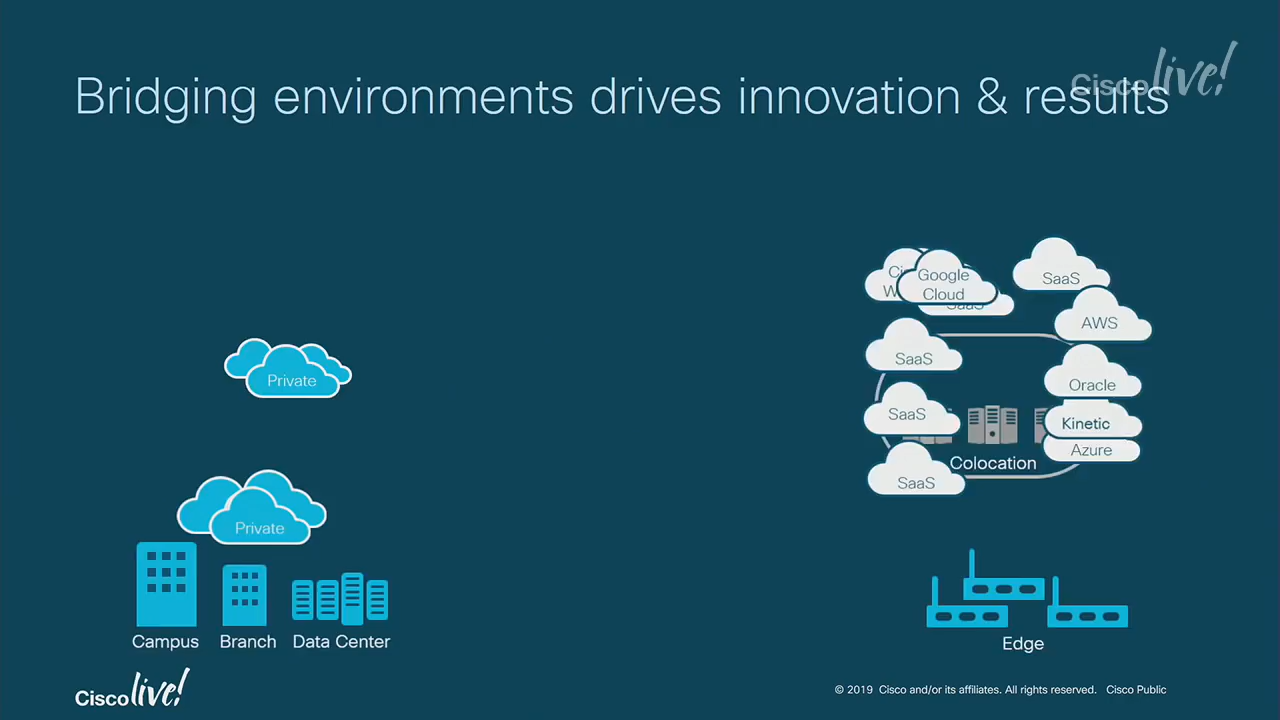 Bridging environments drives innovation & results
Cisco live!
Google
Cloud
SaaS
SaaS
AWS
SaaS
Oracle
SaaS
Kinetic
Azure
Colocation
SaaS
Private
Private
Campus
Branch
Data Center
Edge
Cisco live!
© 2019 Cisco and/or its affiliates. All rights reserved. Cisco Public